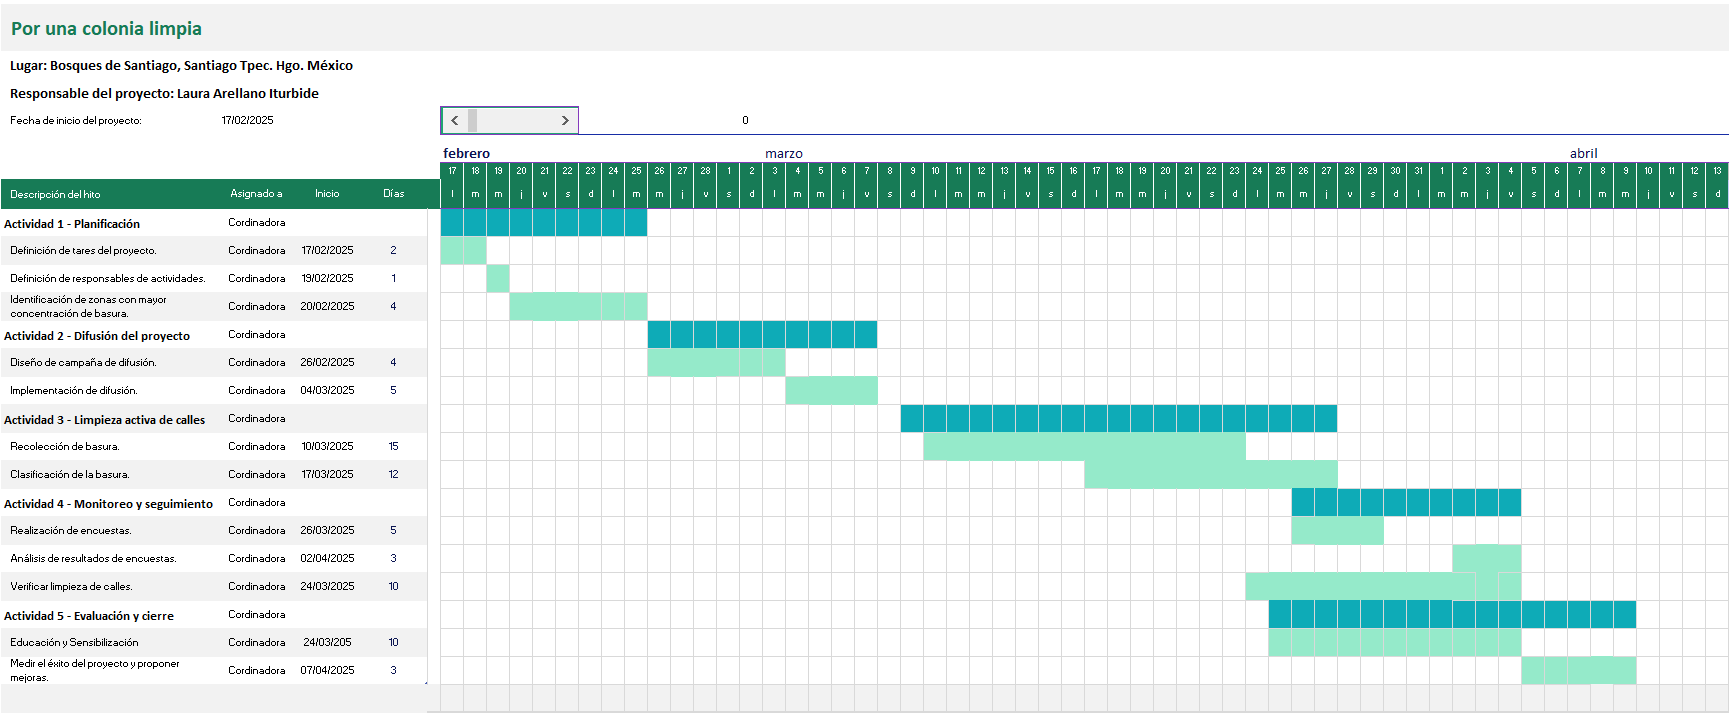 Por una colonia limpia
Lugar: Bosques de Santiago, Santiago Tpec. Hgo. México
Responsable del proyecto: Laura Arellano Iturbide
Fecha de inicio del proyecto: 17/02/2025 0
febrero marzo abril
17 18 19 20 21 22 23 24 25 26 27 28 1 2 3 4 5 6 7 8 9 10 11 12 13 14 15 16 17 18 19 20 21 22 23 24 25 26 27 28 29 30 31 1 2 3 4 5 6 7 8 9 10 11 12 13
l m m j v s d l m m j v s d l m m j v s d l m m j v s d l m m j v s d l m m j v s d l m m j v s d l m m j v s d
Descripción del hito Asignado a Inicio Días
Actividad 1 - Planificación Cordinadora
Definición de tares del proyecto. Cordinadora 17/02/2025 2
Definición de responsables de actividades. Cordinadora 19/02/2025 1
Identificación de zonas con mayor
concentración de basura. Cordinadora 20/02/2025 4
Actividad 2 - Difusión del proyecto Cordinadora
Diseño de campaña de difusión. Cordinadora 26/02/2025 4
Implementación de difusión. Cordinadora 04/03/2025 5
Actividad 3 - Limpieza activa de calles Cordinadora
Recolección de basura. Cordinadora 10/03/2025 15
Clasificación de la basura. Cordinadora 17/03/2025 12
Actividad 4 - Monitoreo y seguimiento Cordinadora
Realización de encuestas. Cordinadora 26/03/2025 5
Análisis de resultados de encuestas. Cordinadora 02/04/2025 3
Verificar limpieza de calles. Cordinadora 24/03/2025 10
Actividad 5 - Evaluación y cierre Cordinadora
Educación y Sensibilización Cordinadora 24/03/205 10
Medir el éxito del proyecto y proponer
mejoras. Cordinadora 07/04/2025 3